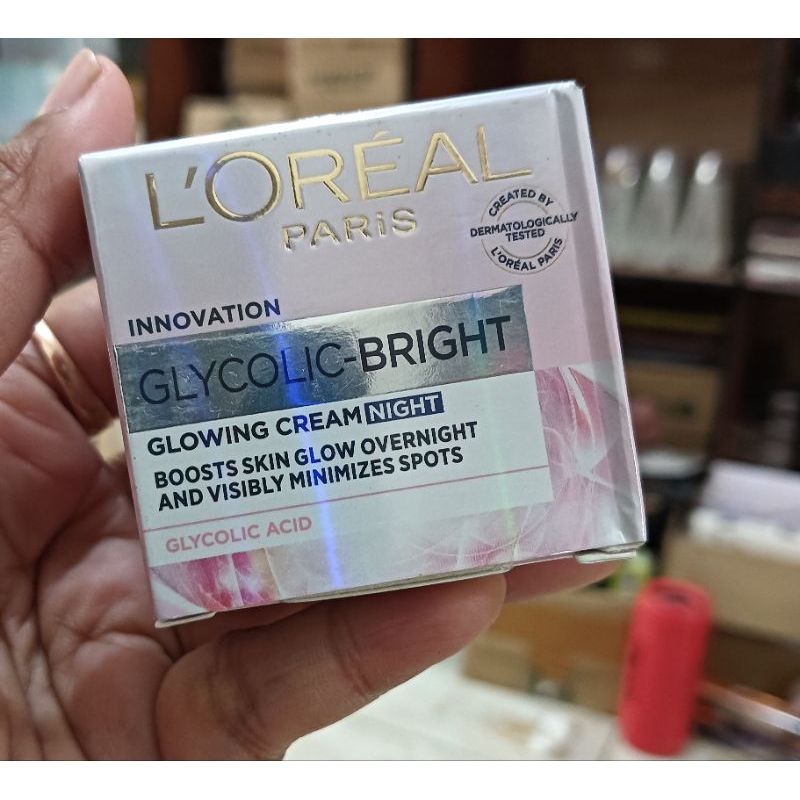 L'ORÉAL
PARiS
CREATED BY
DERMATOLOGICALLY
TESTED
L'ORÉAL PARIS
INNOVATION
GLYCOLIC-BRIGHT
GLOWING CREAM NIGHT
BOOSTS SKIN GLOW OVERNIGHT
AND VISIBLY MINIMIZES SPOTS
GLYCOLIC ACID